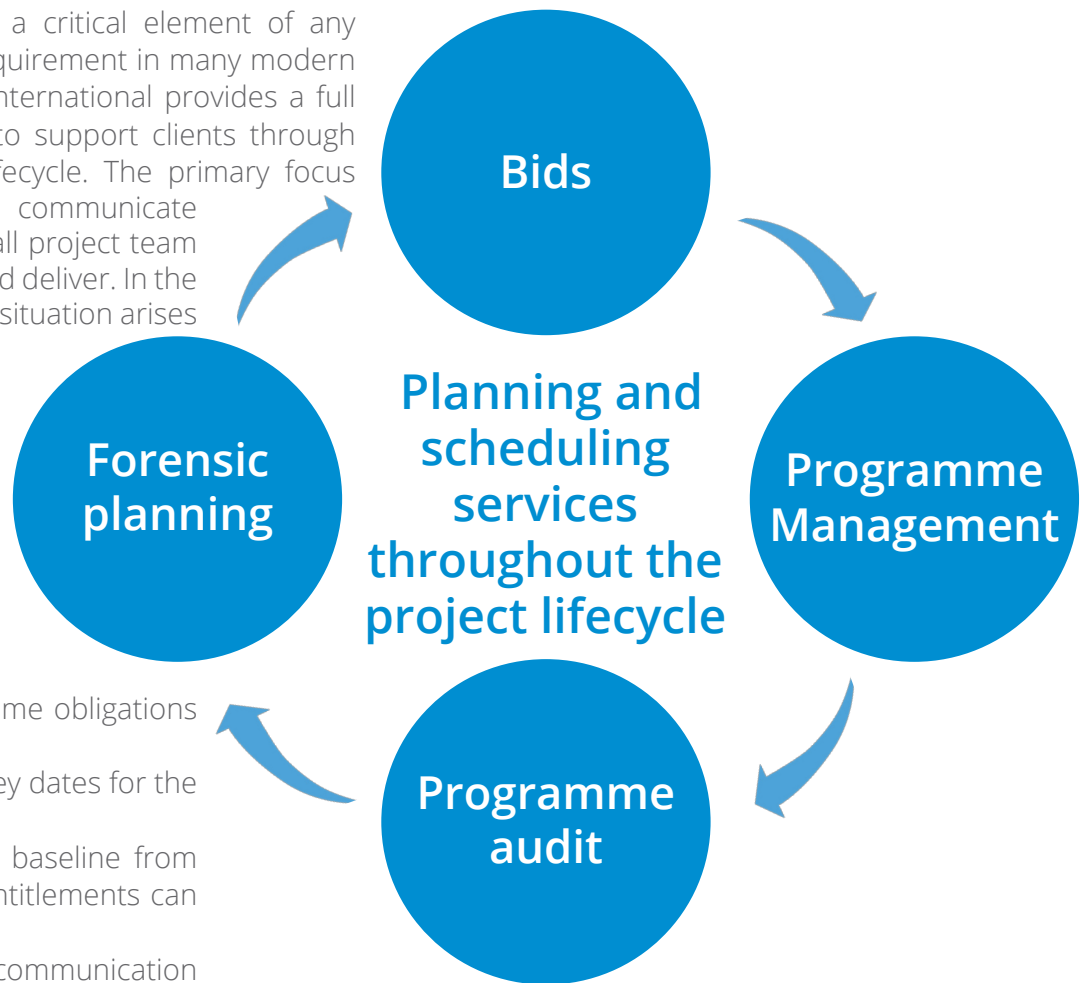 a critical element of any
quirement in many modern
nternational provides a full
to support clients through
fecycle. The primary focus
communicate
all project team
d deliver. In the
situation arises
Bids
Forensic
planning
Planning and
scheduling
services
throughout the
project lifecycle
Programme
Management
Programme
audit
me obligations
ey dates for the
baseline from
ntitlements can
communication